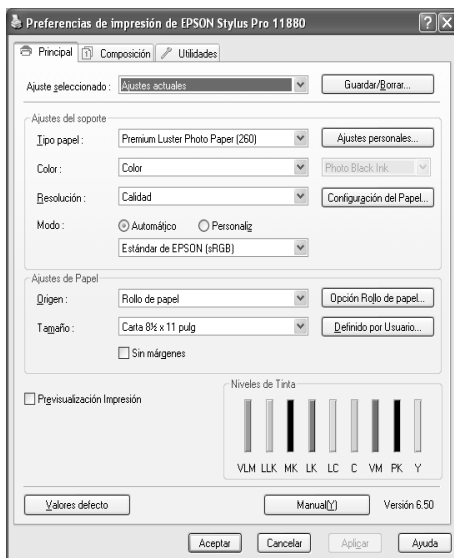 Preferencias de impresión de EPSON Stylus Pro 11880
Principal Composición Utilidades
Ajuste seleccionado : Ajustes actuales Guardar/Borrar...
Ajustes del soporte
Tipo papel : Premium Luster Photo Paper (260) Ajustes personales...
Color : Color Photo Black Ink
Resolución : Calidad Configuración del Papel...
Modo : Automático Personaliz
Estándar de EPSON (sRGB)
Ajustes de Papel
Origen : Rollo de papel Opción Rollo de papel...
Tamaño : Carta 8½ x 11 pulg Definido por Usuario...
Sin márgenes
Previsualización Impresión
Niveles de Tinta
VLM LLK MK LK LC C VM PK Y
Valores defecto Manual(Y) Versión 6.50
Aceptar Cancelar Aplicar Ayuda